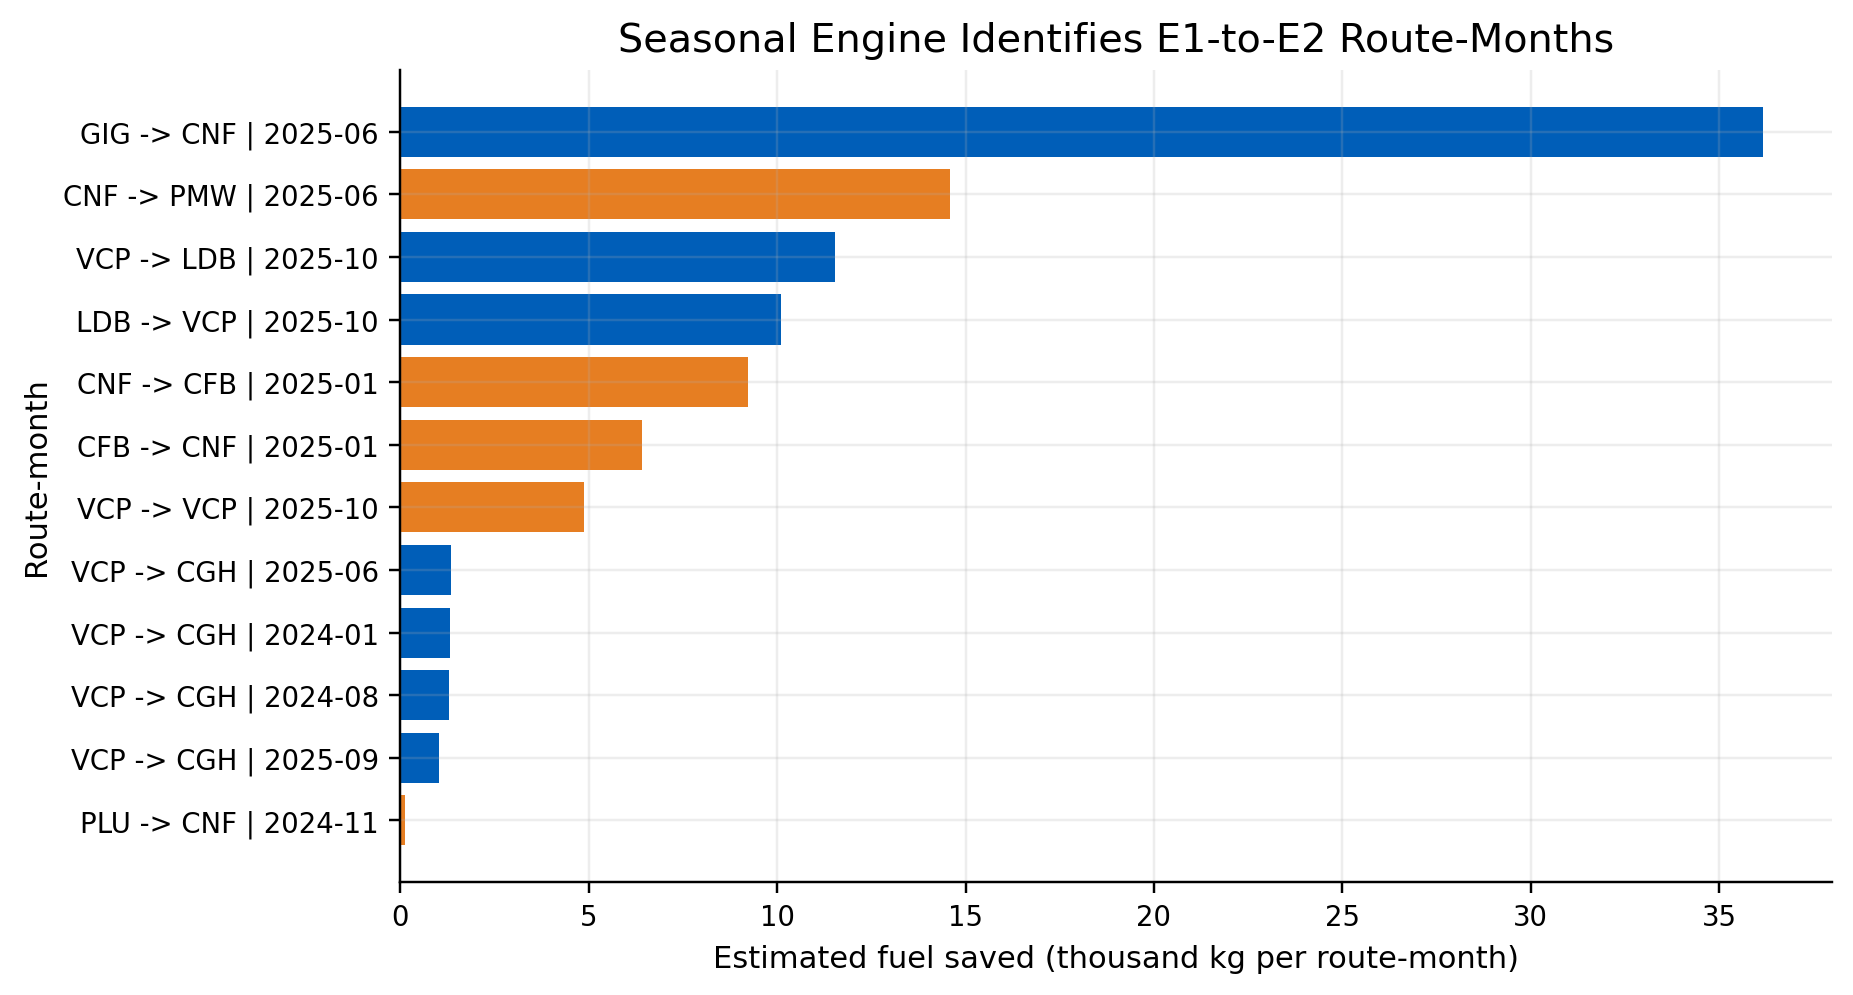 Seasonal Engine Identifies E1-to-E2 Route-Months
GIG -> CNF | 2025-06
CNF -> PMW | 2025-06
VCP -> LDB | 2025-10
LDB -> VCP | 2025-10
CNF -> CFB | 2025-01
CFB -> CNF | 2025-01
VCP -> VCP | 2025-10
VCP -> CGH | 2025-06
VCP -> CGH | 2024-01
VCP -> CGH | 2024-08
VCP -> CGH | 2025-09
PLU -> CNF | 2024-11
Route-month
0 5 10 15 20 25 30 35
Estimated fuel saved (thousand kg per route-month)